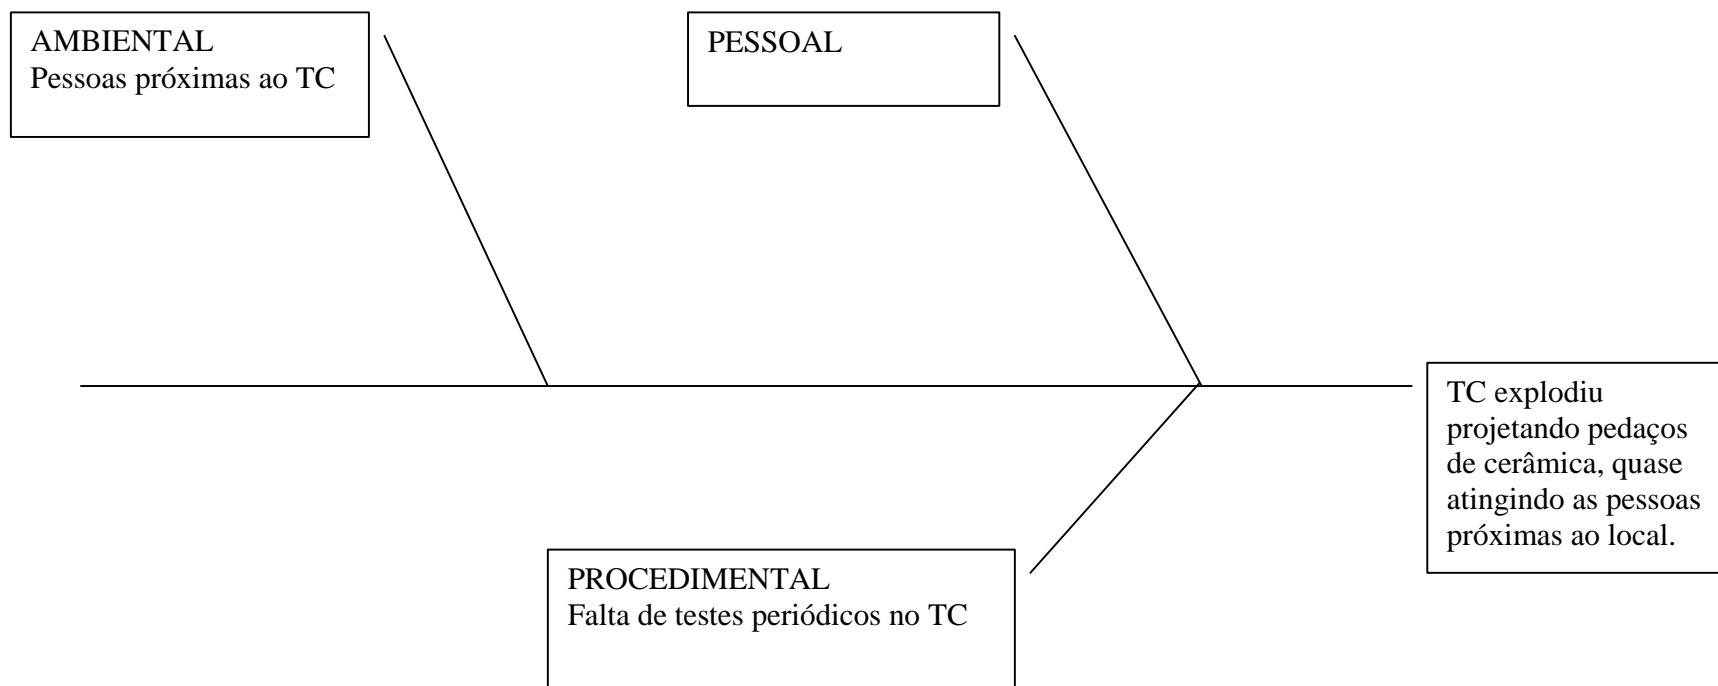 AMBIENTAL
Pessoas próximas ao TC
PESSOAL
TC explodiu
projetando pedaços
de cerâmica, quase
atingindo as pessoas
próximas ao local.
PROCEDIMENTAL
Falta de testes periódicos no TC